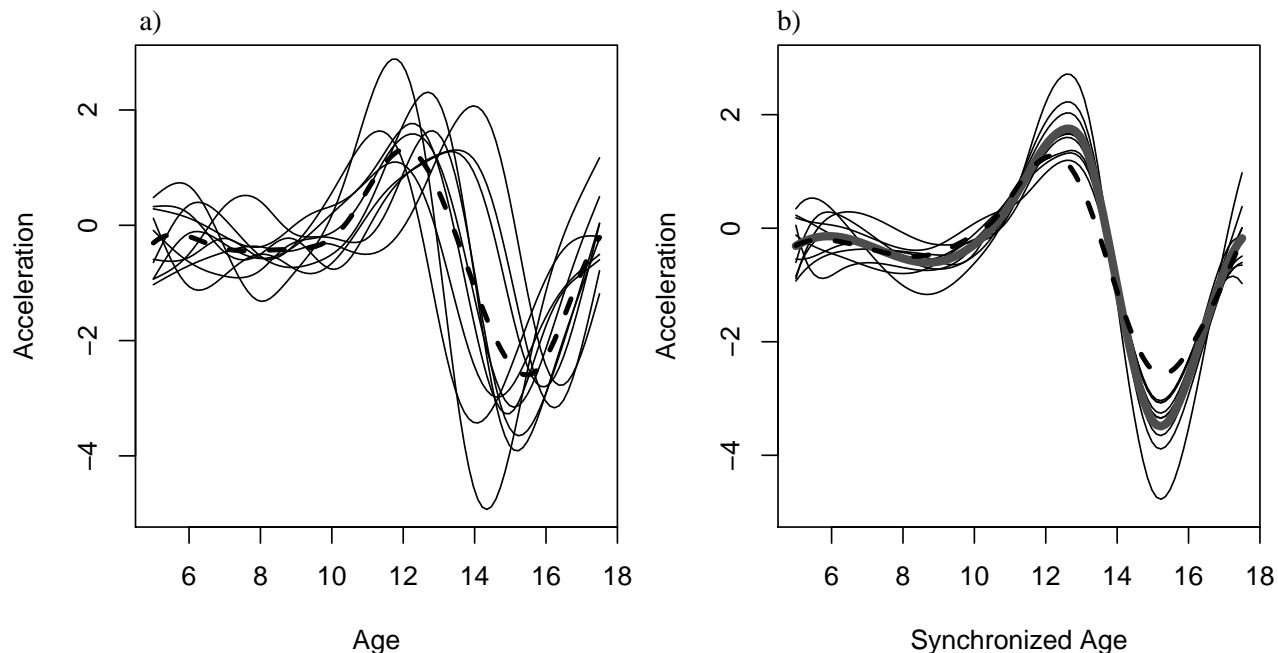 a)
2
0
−2
−4
Acceleration
6 8 10 12 14 16 18
Age
b)
2
0
−2
−4
Acceleration
6 8 10 12 14 16 18
Synchronized Age